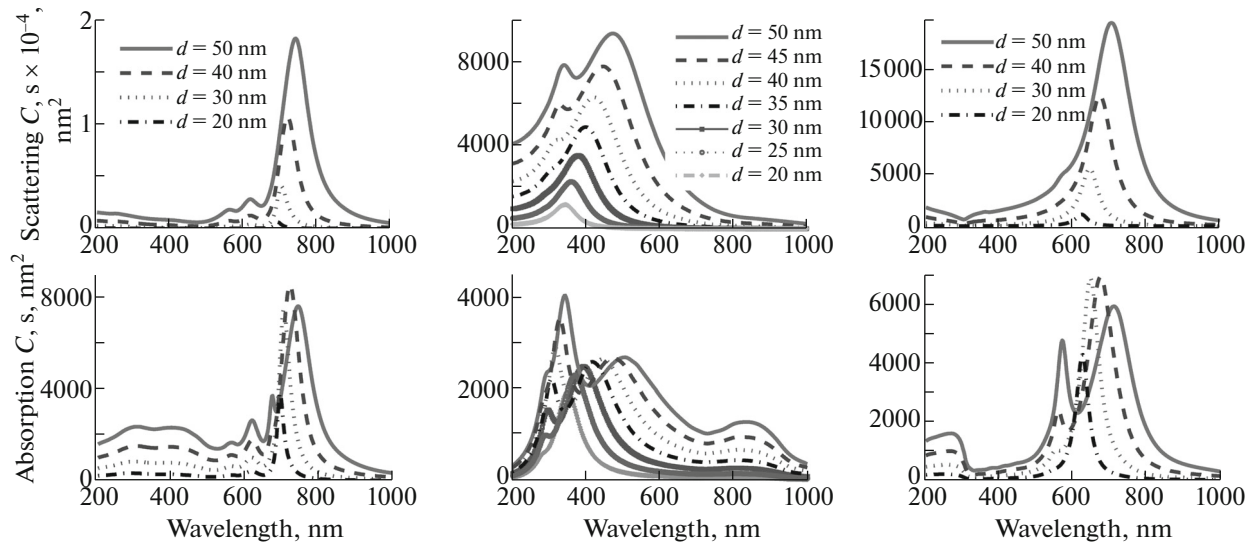 Scattering C, s × 10⁻⁴, nm²
2
1
0
d = 50 nm
d = 40 nm
d = 30 nm
d = 20 nm
200 400 600 800 1000
8000
4000
0
d = 50 nm
d = 45 nm
d = 40 nm
d = 35 nm
d = 30 nm
d = 25 nm
d = 20 nm
200 400 600 800 1000
15000
10000
5000
0
d = 50 nm
d = 40 nm
d = 30 nm
d = 20 nm
200 400 600 800 1000
Absorption C, s, nm²
8000
4000
0
200 400 600 800 1000
Wavelength, nm
4000
2000
0
200 400 600 800 1000
Wavelength, nm
6000
4000
2000
0
200 400 600 800 1000
Wavelength, nm